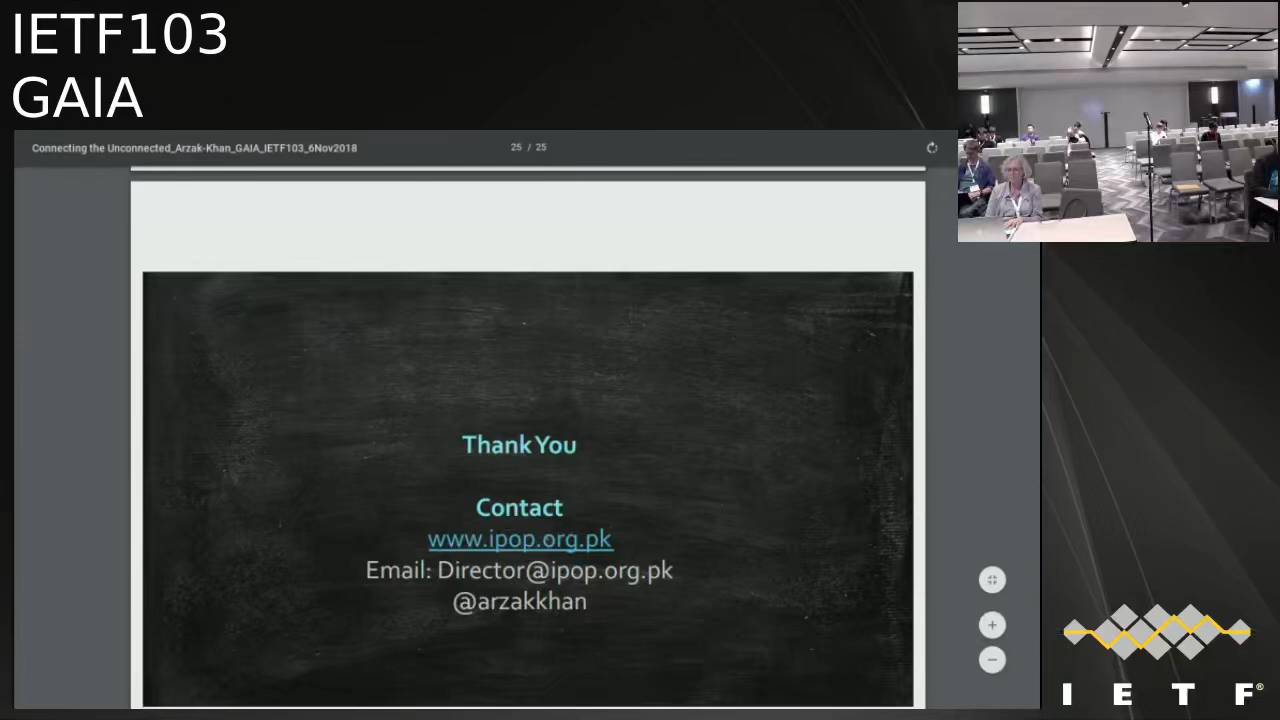 IETF103
GAIA
Connecting the Unconnected_Arzak-Khan_GAIA_IETF103_6Nov2018
25 / 25
Thank You
Contact
www.ipop.org.pk
Email: Director@ipop.org.pk
@arzakkhan
I E T F®